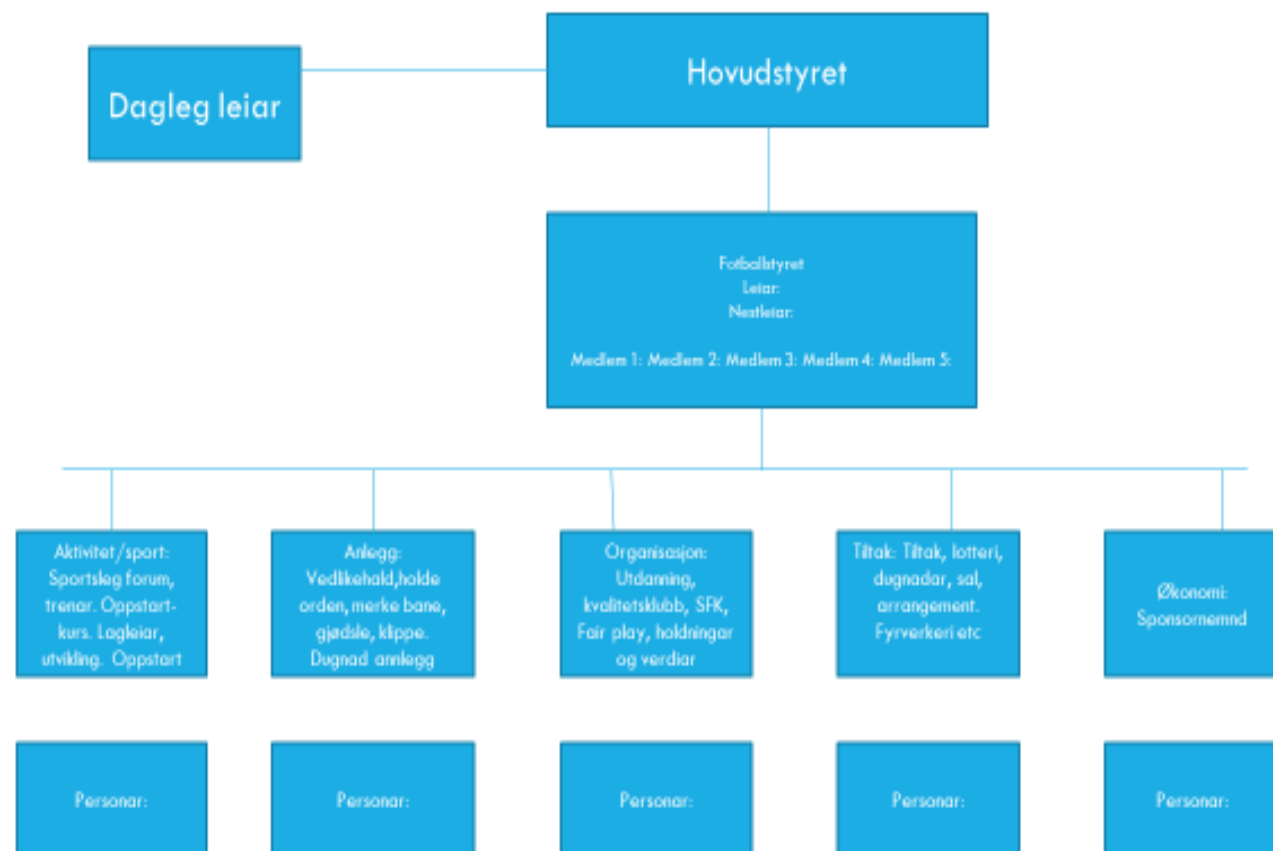 Hovudstyret
Dagleg leiar
Fotballstyret
Leiar:
Nestleiar:
Medlem 1: Medlem 2: Medlem 3: Medlem 4: Medlem 5:
Aktivitet/sport:
Sportsleg forum,
trenar. Oppstart-
kurs. Lagleiar,
utvikling. Oppstart
Anlegg:
Vedlikehald,holde
orden, merke bane,
gjødsle, klippe.
Dugnad annlegg
Organisasjon:
Utdanning,
kvalitetsklubb, SFK,
Fair play, holdningar
og verdiar
Tiltak: Tiltak, lotteri,
dugnadar, sal,
arrangement.
Fyrverkeri etc
Økonomi:
Sponsornemnd
Personar:
Personar:
Personar:
Personar:
Personar: